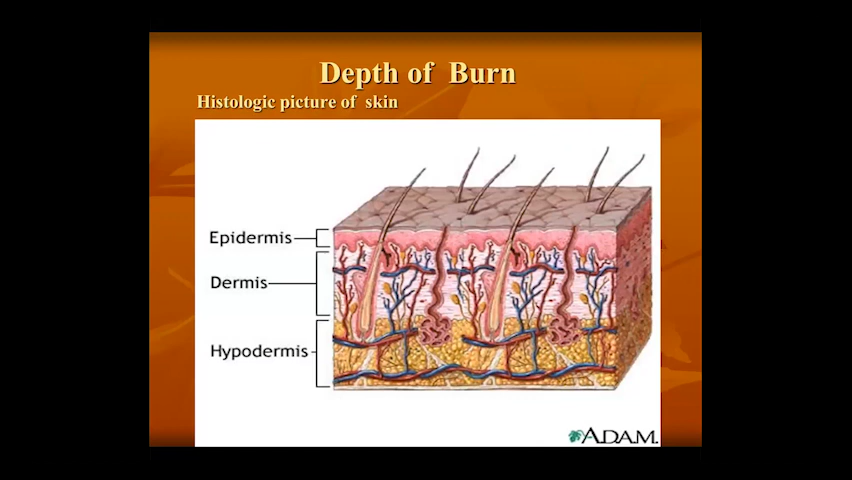 Depth of Burn
Histologic picture of skin
Epidermis
Dermis
Hypodermis
ADAM.